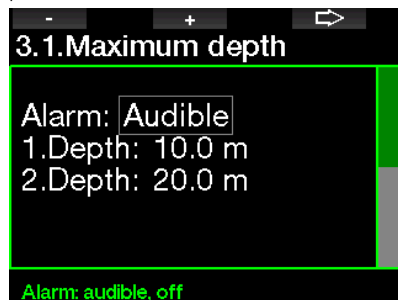 - + 
3.1.Maximum depth
Alarm: Audible
1.Depth: 10.0 m
2.Depth: 20.0 m
Alarm: audible, off